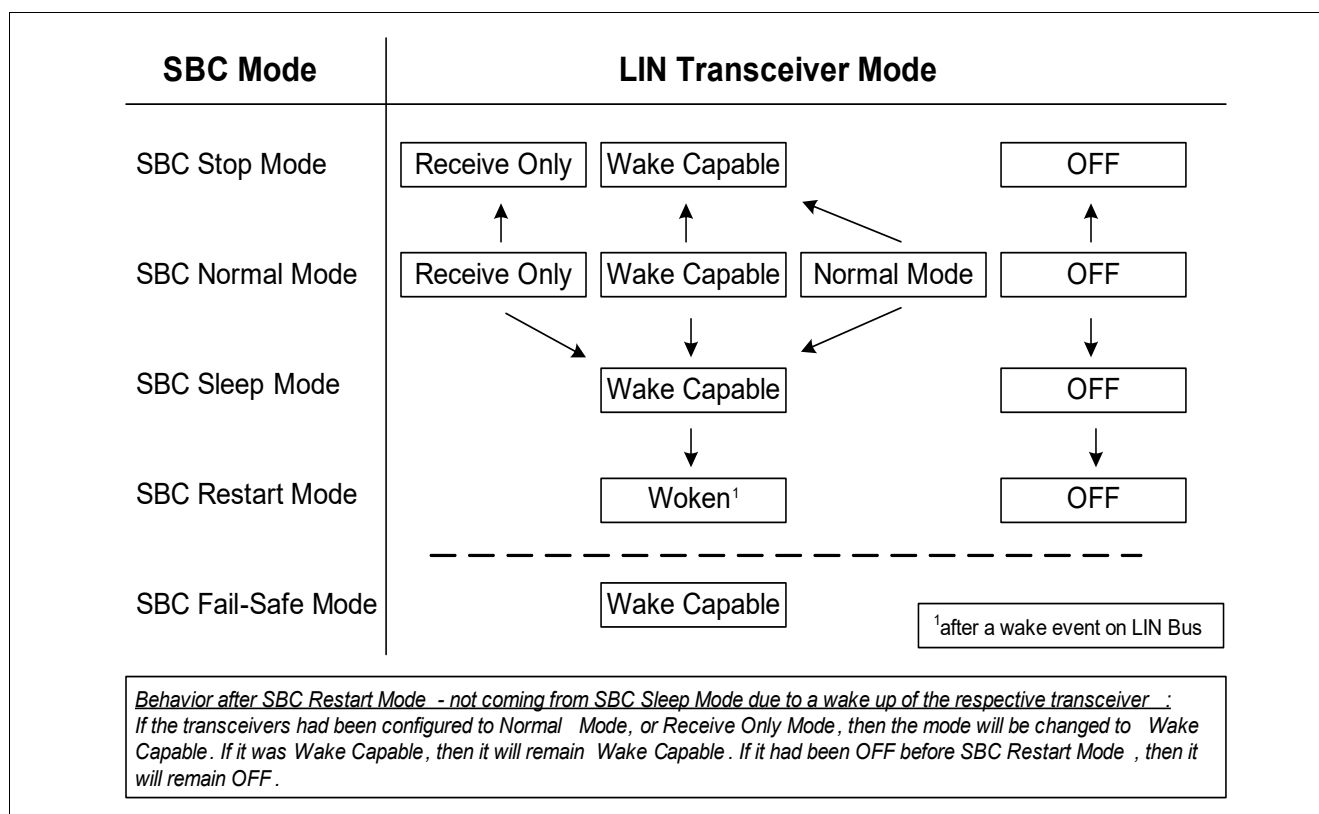 SBC Mode LIN Transceiver Mode
SBC Stop Mode Receive Only Wake Capable OFF
SBC Normal Mode Receive Only Wake Capable Normal Mode OFF
SBC Sleep Mode Wake Capable OFF
SBC Restart Mode Woken¹ OFF
SBC Fail-Safe Mode Wake Capable
¹after a wake event on LIN Bus
Behavior after SBC Restart Mode - not coming from SBC Sleep Mode due to a wake up of the respective transceiver :
If the transceivers had been configured to Normal Mode, or Receive Only Mode, then the mode will be changed to Wake
Capable. If it was Wake Capable, then it will remain Wake Capable. If it had been OFF before SBC Restart Mode, then it
will remain OFF.